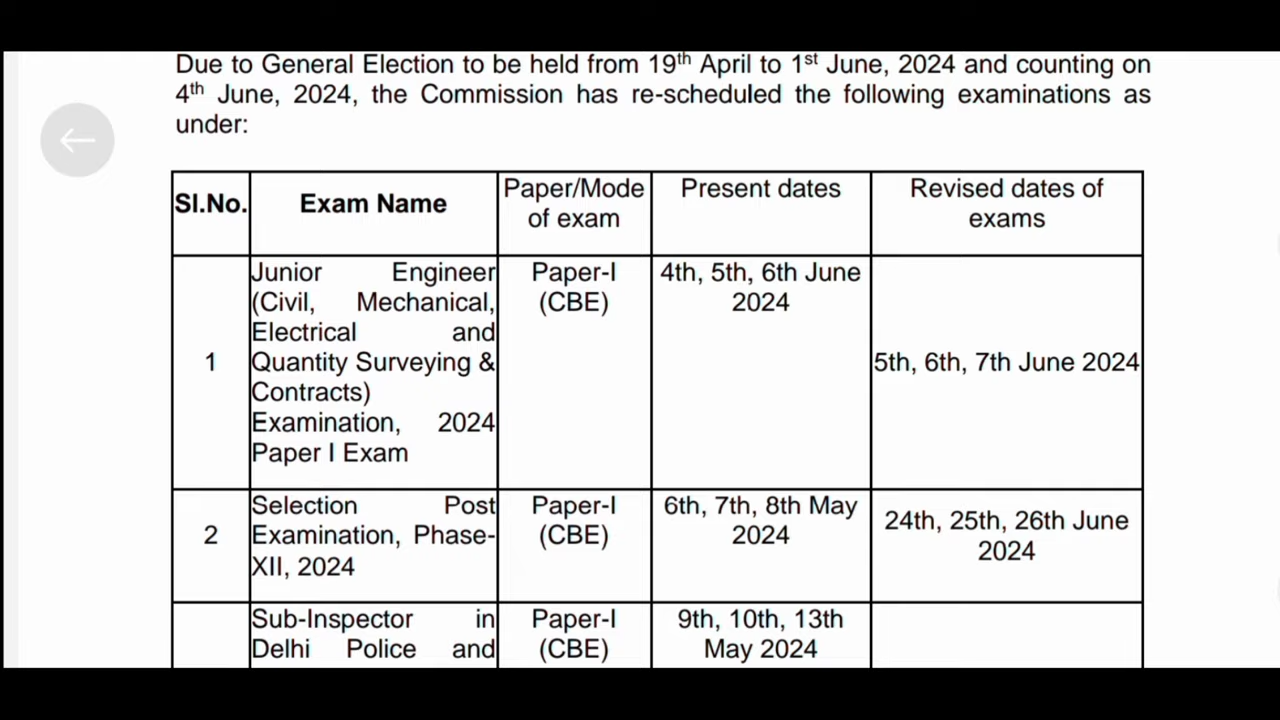 Due to General Election to be held from 19th April to 1st June, 2024 and counting on
4th June, 2024, the Commission has re-scheduled the following examinations as
under:
Sl.No.
Exam Name
Paper/Mode
of exam
Present dates
Revised dates of
exams
1
Junior Engineer
(Civil, Mechanical,
Electrical and
Quantity Surveying &
Contracts)
Examination, 2024
Paper I Exam
Paper-I
(CBE)
4th, 5th, 6th June
2024
5th, 6th, 7th June 2024
2
Selection Post
Examination, Phase-
XII, 2024
Paper-I
(CBE)
6th, 7th, 8th May
2024
24th, 25th, 26th June
2024
Sub-Inspector in
Delhi Police and
Paper-I
(CBE)
9th, 10th, 13th
May 2024